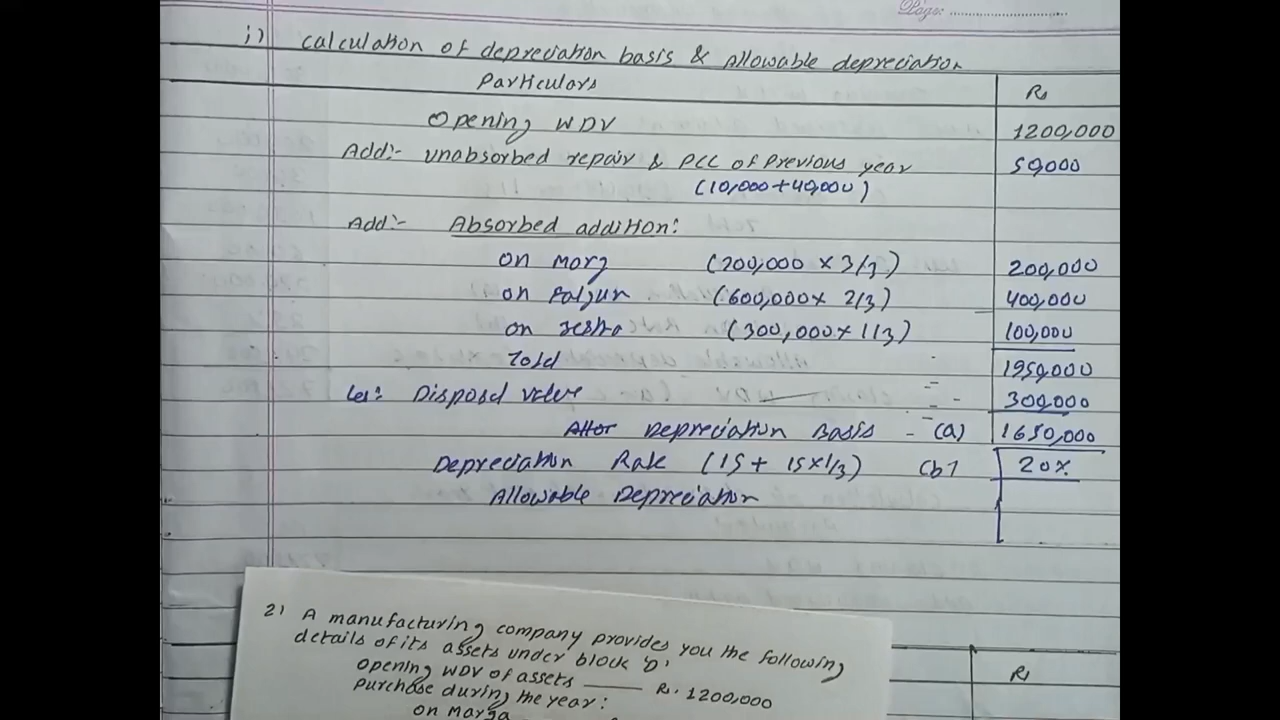 Page:
i) Calculation of depreciation basis & Allowable depreciation
Particulars Rs
Opening WDV 1200,000
Add:- unabsorbed repair & PCC of Previous year 50,000
(10,000+40,000)
Add:- Absorbed addition:
on Marg (200,000 × 3/3) 200,000
on Falgun (600,000× 2/3) 400,000
on Jestha (300,000× 1/3) 100,000
Total 1950,000
Les: Disposal value 300,000
Depreciation Basis - (a) 1650,000
Depreciation Rate (15 + 15×1/3) (b) 20%
Allowable Depreciation
2) A manufacturing company provides you the following
details of its assets under block 'D'
Opening WDV of assets —— Rs. 1200,000
Purchase during the year:
on Marga
Rs